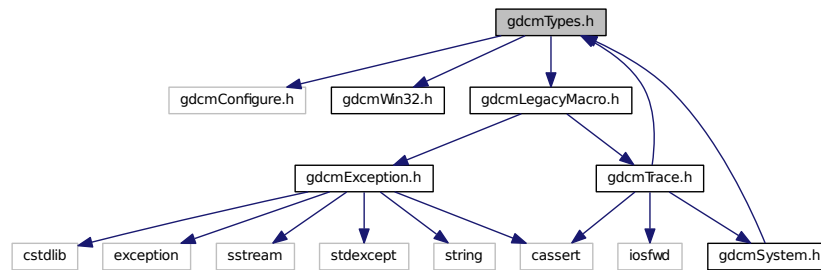 gdcmTypes.h
gdcmConfigure.h
gdcmWin32.h
gdcmLegacyMacro.h
gdcmException.h
gdcmTrace.h
cstdlib
exception
sstream
stdexcept
string
cassert
iosfwd
gdcmSystem.h